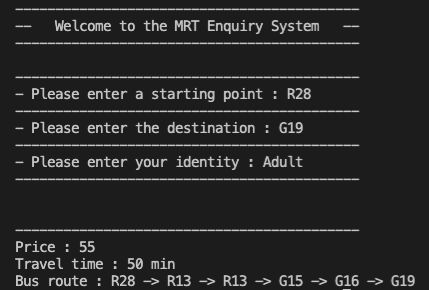 -- Welcome to the MRT Enquiry System --
- Please enter a starting point : R28
- Please enter the destination : G19
- Please enter your identity : Adult
Price : 55
Travel time : 50 min
Bus route : R28 -> R13 -> R13 -> G15 -> G16 -> G19